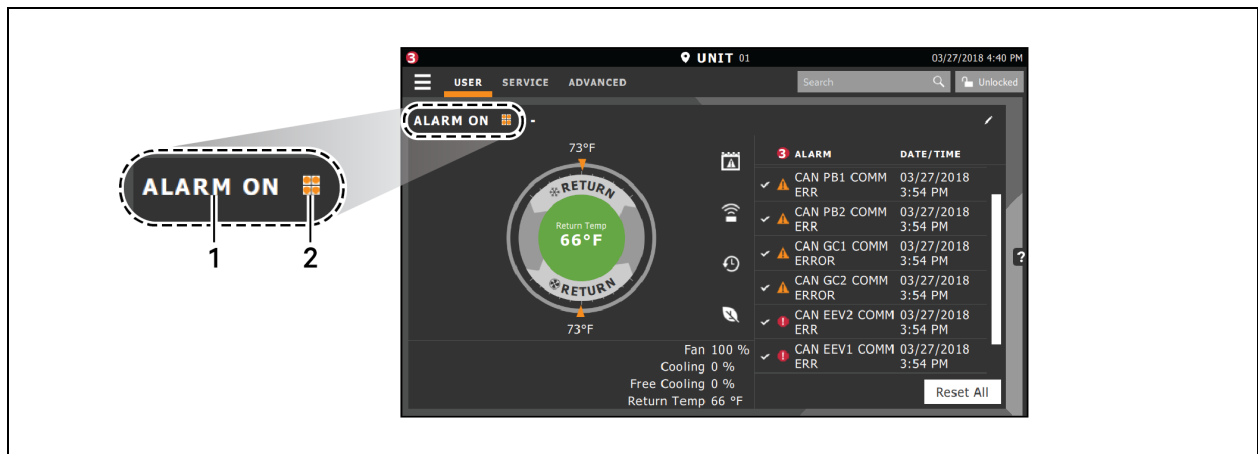 3
UNIT 01
03/27/2018 4:40 PM
USER SERVICE ADVANCED
Search
Unlocked
ALARM ON -
ALARM ON
1 2
73°F
RETURN
Return Temp
66°F
RETURN
73°F
Fan 100 %
Cooling 0 %
Free Cooling 0 %
Return Temp 66 °F
3 ALARM DATE/TIME
CAN PB1 COMM 03/27/2018
ERR 3:54 PM
CAN PB2 COMM 03/27/2018
ERR 3:54 PM
CAN GC1 COMM 03/27/2018
ERROR 3:54 PM
CAN GC2 COMM 03/27/2018
ERROR 3:54 PM
CAN EEV2 COMM 03/27/2018
ERR 3:54 PM
CAN EEV1 COMM 03/27/2018
ERR 3:54 PM
?
Reset All